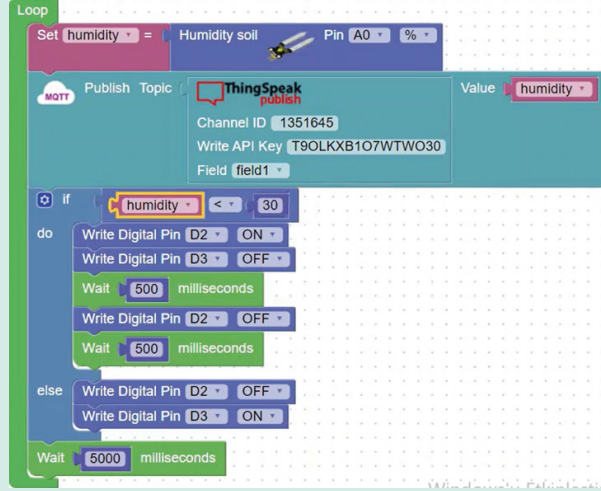 Loop
Set humidity = Humidity soil Pin A0 %
MQTT Publish Topic ThingSpeak publish Value humidity
Channel ID 1351645
Write API Key T9OLKXB1O7WTWO30
Field field1
if humidity < 30
do Write Digital Pin D2 ON
Write Digital Pin D3 OFF
Wait 500 milliseconds
Write Digital Pin D2 OFF
Wait 500 milliseconds
else Write Digital Pin D2 OFF
Write Digital Pin D3 ON
Wait 5000 milliseconds